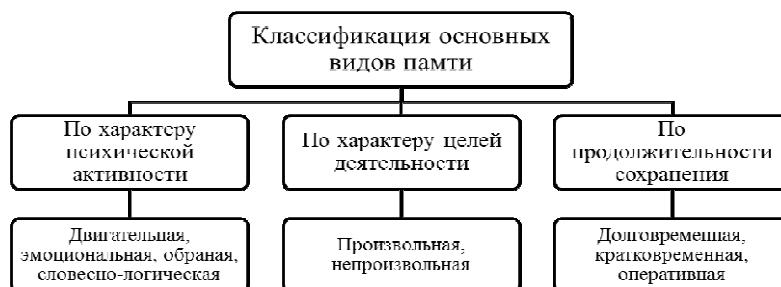 Классификация основных
видов памти
По характеру
психической
активности
По характеру целей
деятельности
По
продолжительности
сохранения
Двигательная,
эмоциональная, обраная,
словесно-логическая
Произвольная,
непроизвольная
Долговременная,
кратковременная,
оперативная